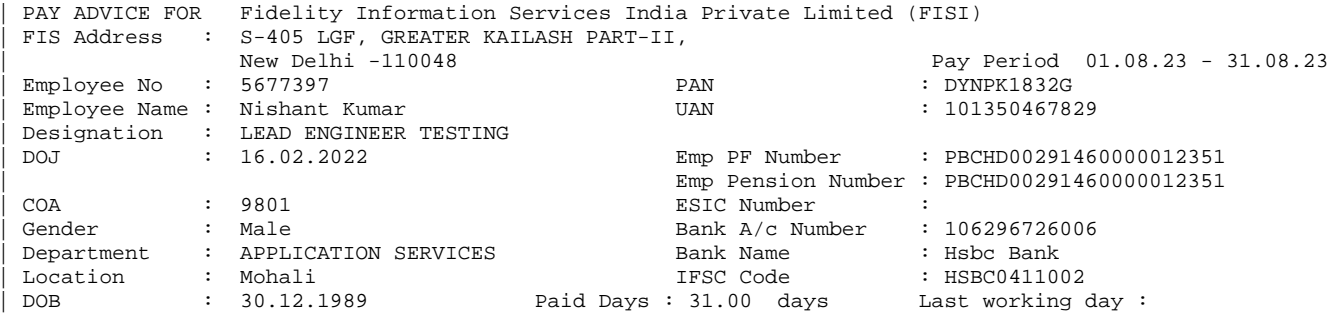 | PAY ADVICE FOR   Fidelity Information Services India Private Limited (FISI)
| FIS Address   :  S-405 LGF, GREATER KAILASH PART-II,
|                  New Delhi -110048                                     Pay Period  01.08.23 - 31.08.23
| Employee No   :  5677397                           PAN                : DYNPK1832G
| Employee Name :  Nishant Kumar                     UAN                : 101350467829
| Designation   :  LEAD ENGINEER TESTING
| DOJ           :  16.02.2022                        Emp PF Number      : PBCHD00291460000012351
|                                                    Emp Pension Number : PBCHD00291460000012351
| COA           :  9801                              ESIC Number        :
| Gender        :  Male                              Bank A/c Number    : 106296726006
| Department    :  APPLICATION SERVICES              Bank Name          : Hsbc Bank
| Location      :  Mohali                            IFSC Code          : HSBC0411002
| DOB           :  30.12.1989             Paid Days : 31.00  days       Last working day :